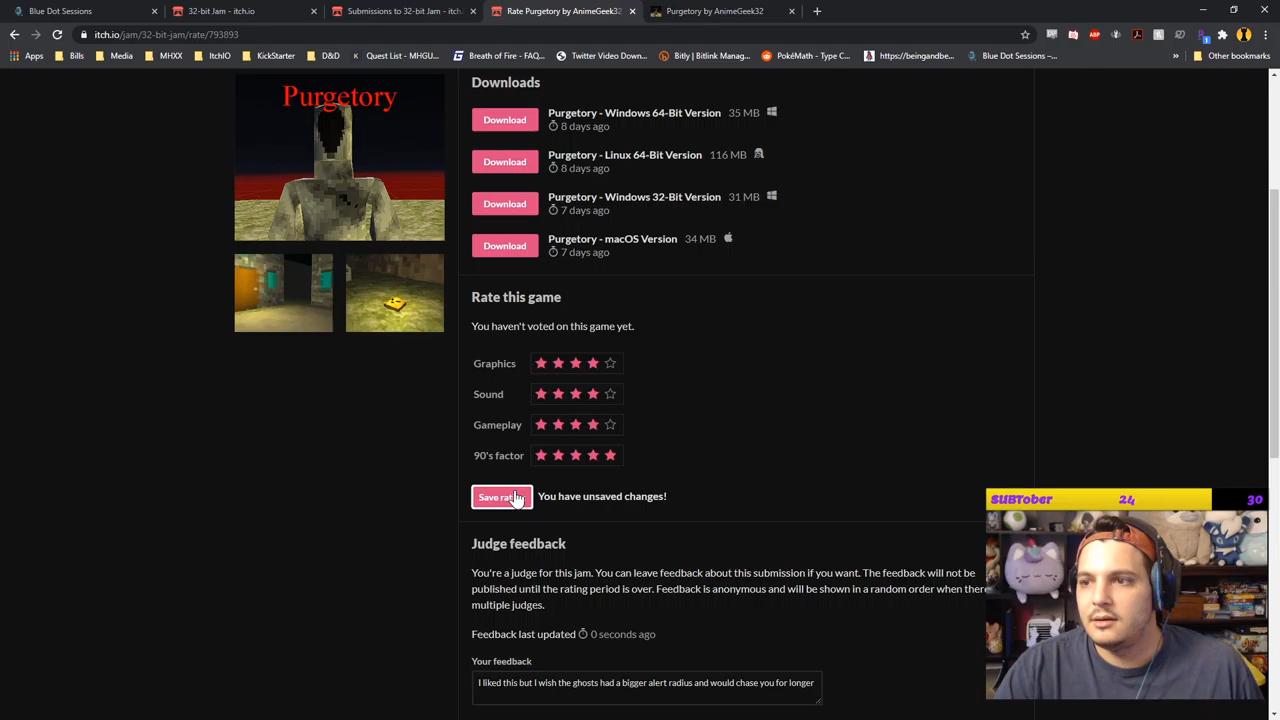 Blue Dot Sessions
32-bit Jam - itch.io
Submissions to 32-bit Jam - itch.
Rate Purgetory by AnimeGeek32
Purgetory by AnimeGeek32
itch.io/jam/32-bit-jam/rate/793893
Apps
Bills
Media
MHXX
ItchIO
KickStarter
D&D
Quest List - MHGU...
Breath of Fire - FAQ...
Twitter Video Down...
Bitly | Bitlink Manag...
PokéMath - Type C...
https://beingandbe...
Blue Dot Sessions —...
»
Other bookmarks
Purgetory
Downloads
Download Purgetory - Windows 64-Bit Version 35 MB
8 days ago
Download Purgetory - Linux 64-Bit Version 116 MB
8 days ago
Download Purgetory - Windows 32-Bit Version 31 MB
7 days ago
Download Purgetory - macOS Version 34 MB
7 days ago
Rate this game
You haven't voted on this game yet.
Graphics
Sound
Gameplay
90's factor
Save rat
You have unsaved changes!
SUBTober 24 30
Judge feedback
You're a judge for this jam. You can leave feedback about this submission if you want. The feedback will not be
published until the rating period is over. Feedback is anonymous and will be shown in a random order when there
multiple judges.
Feedback last updated 0 seconds ago
Your feedback
I liked this but I wish the ghosts had a bigger alert radius and would chase you for longer